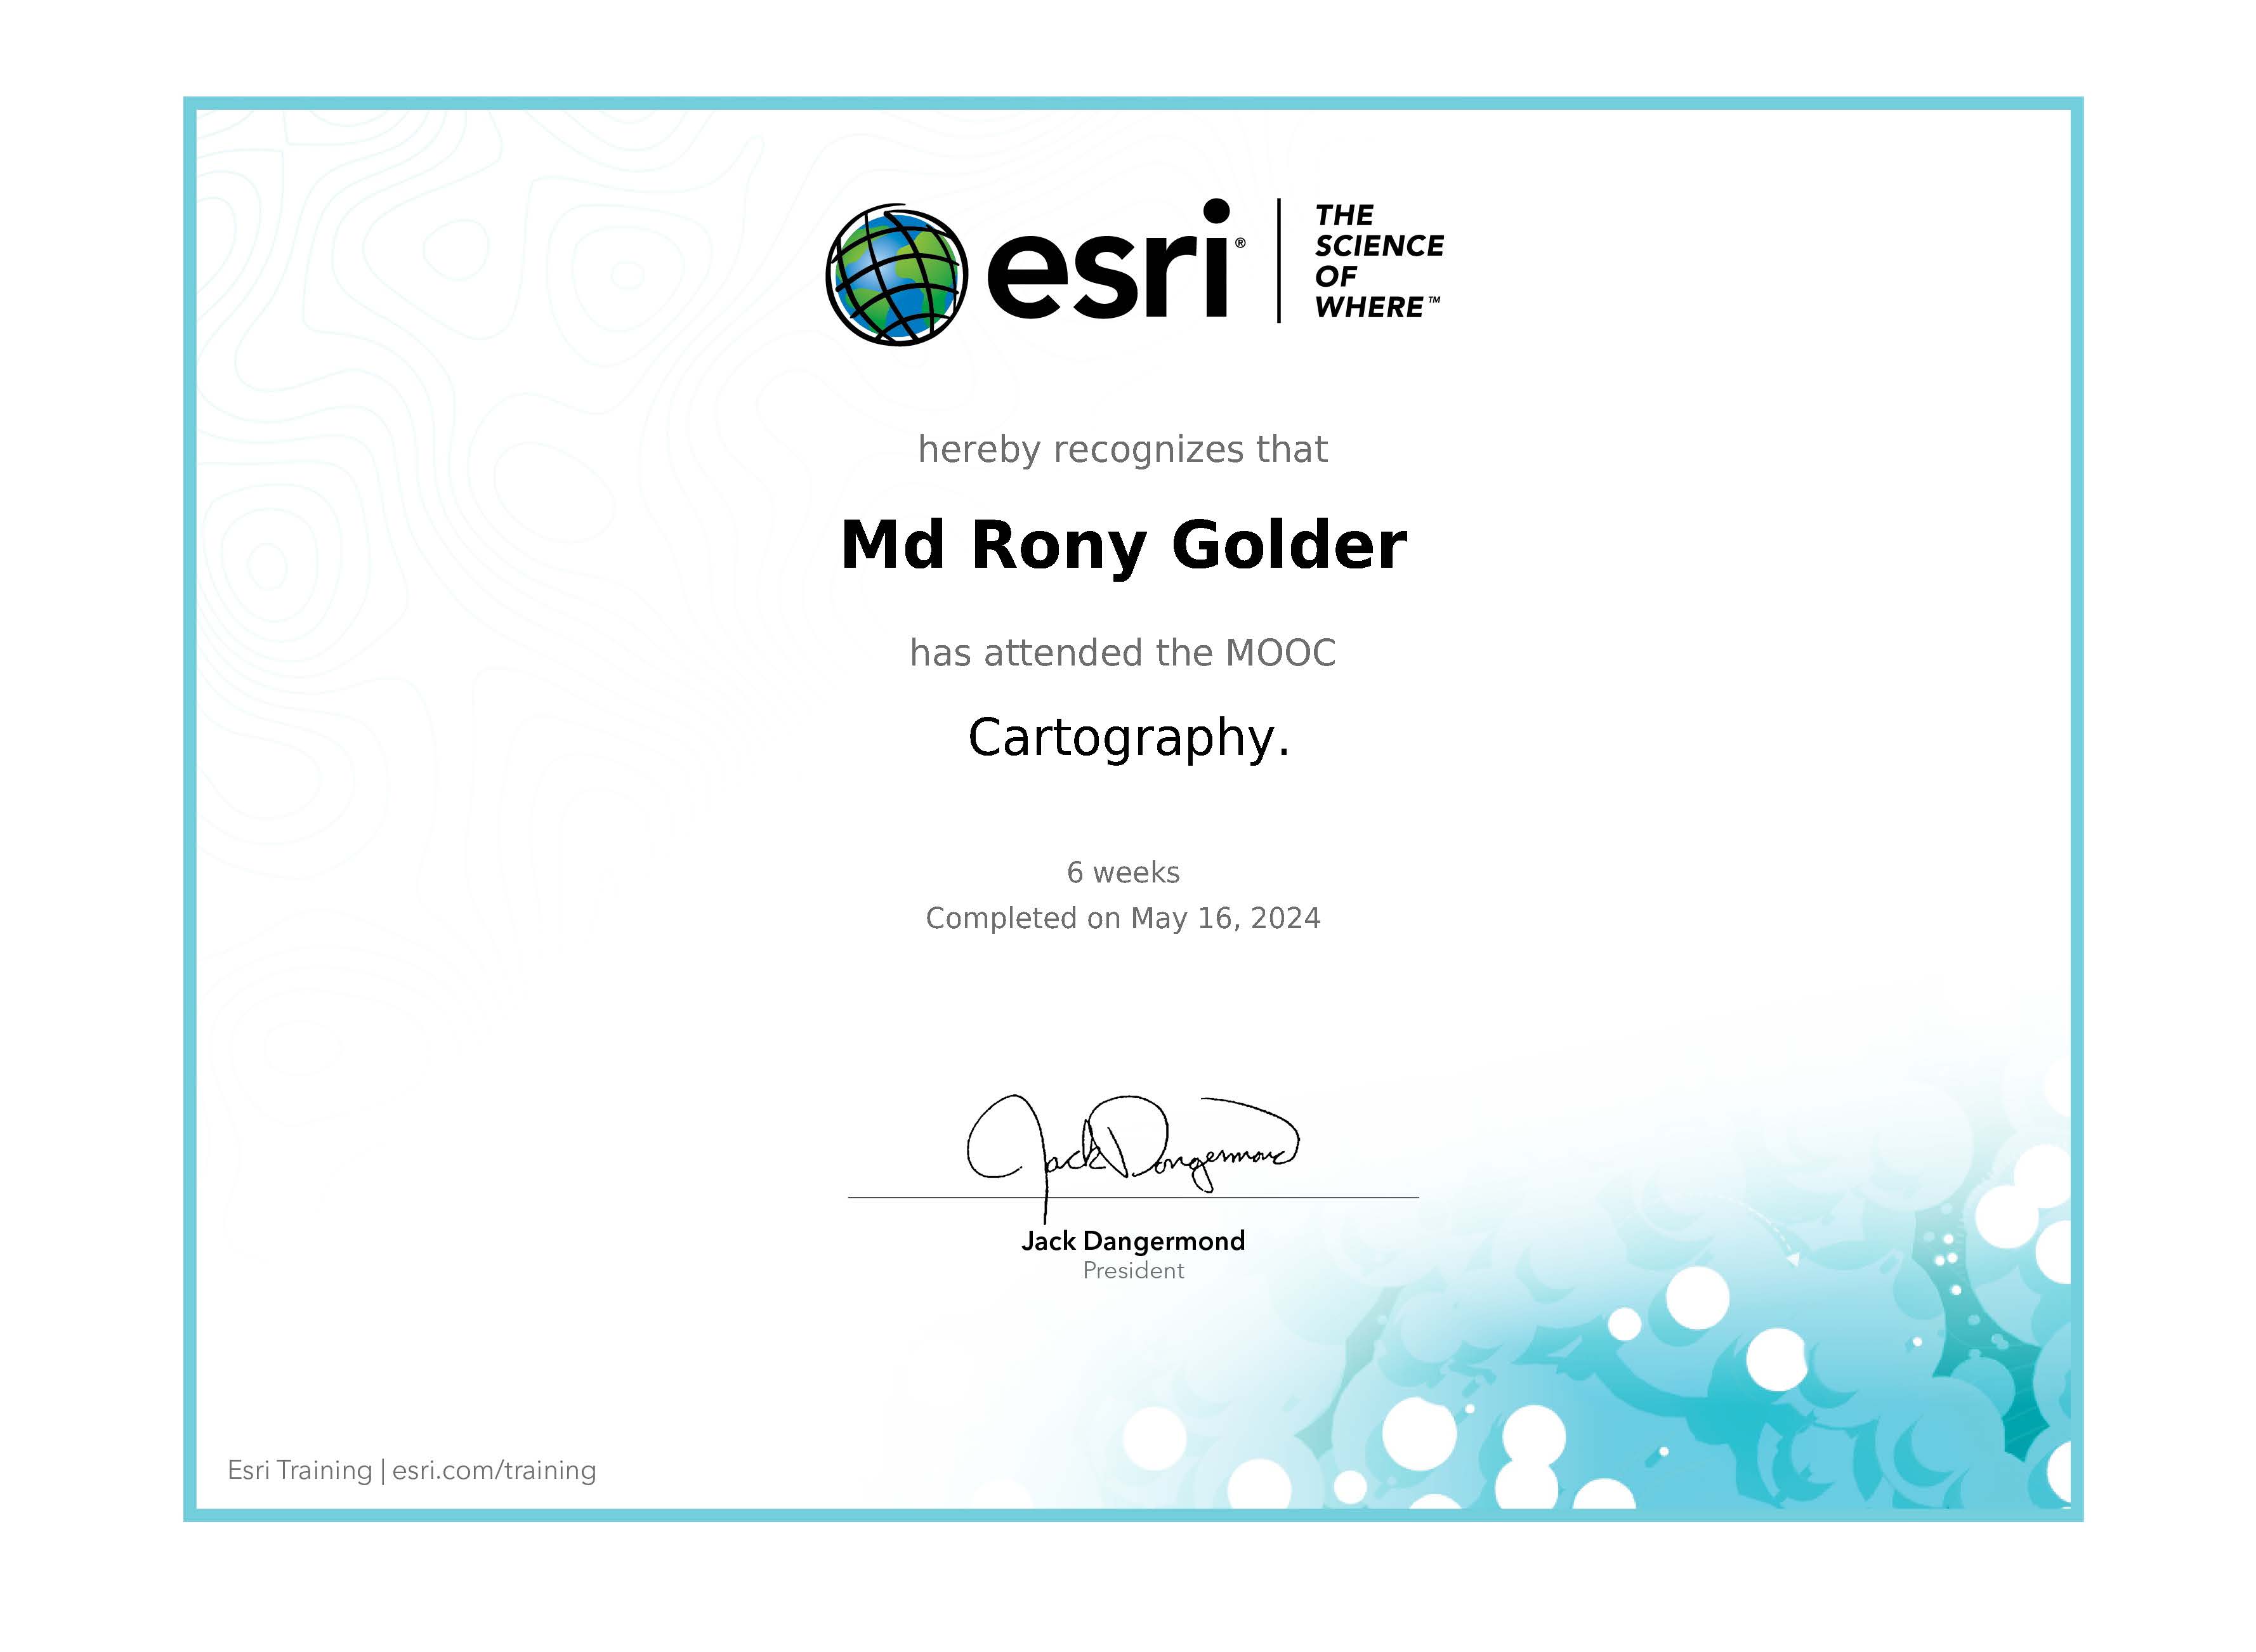 esri®
THE
SCIENCE
OF
WHERE™
hereby recognizes that
Md Rony Golder
has attended the MOOC
Cartography.
6 weeks
Completed on May 16, 2024
Jack Dangermond
Jack Dangermond
President
Esri Training | esri.com/training